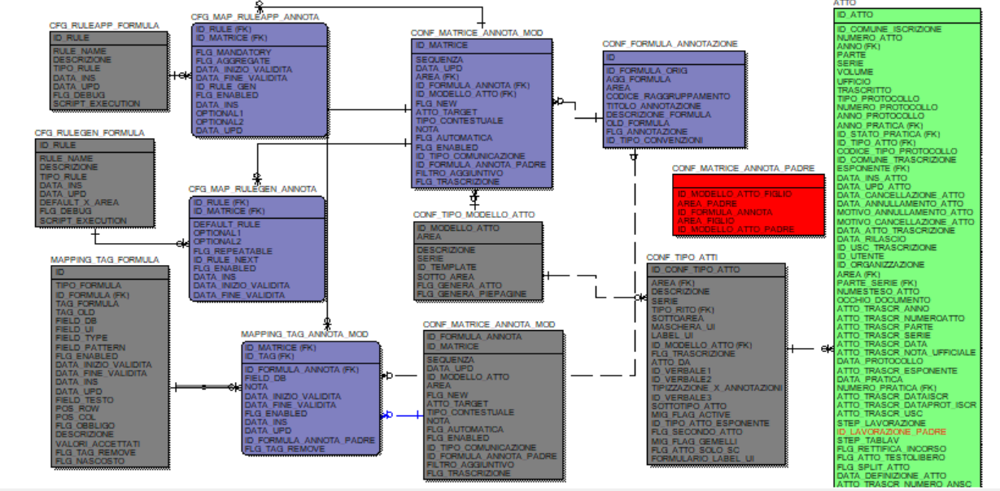 CFG_RULEAPP_FORMULA
ID_RULE
RULE_NAME
DESCRIZIONE
TIPO_RULE
DATA_INS
DATA_UPD
FLG_DEBUG
SCRIPT_EXECUTION
CFG_MAP_RULEAPP_ANNOTA
ID_RULE (FK)
ID_MATRICE (FK)
FLG_MANDATORY
FLG_AGGREGATE
DATA_INIZIO_VALIDITA
DATA_FINE_VALIDITA
ID_RULE_GEN
FLG_ENABLED
DATA_INS
OPTIONAL1
OPTIONAL2
DATA_UPD
CONF_MATRICE_ANNOTA_MOD
ID_MATRICE
SEQUENZA
DATA_UPD
AREA (FK)
ID_FORMULA_ANNOTA (FK)
ID_MODELLO_ATTO (FK)
FLG_NEW
ATTO_TARGET
TIPO_CONTESTUALE
NOTA
FLG_AUTOMATICA
FLG_ENABLED
ID_TIPO_COMUNICAZIONE
ID_FORMULA_ANNOTA_PADRE
FILTRO_AGGIUNTIVO
FLG_TRASCRIZIONE
CONF_FORMULA_ANNOTAZIONE
ID
ID_FORMULA_ORIG
AGG_FORMULA
AREA
CODICE_RAGGRUPPAMENTO
TITOLO_ANNOTAZIONE
DESCRIZIONE_FORMULA
OLD_FORMULA
FLG_ANNOTAZIONE
ID_TIPO_CONVENZIONI
CFG_RULEGEN_FORMULA
ID_RULE
RULE_NAME
DESCRIZIONE
TIPO_RULE
DATA_INS
DATA_UPD
DEFAULT_X_AREA
FLG_DEBUG
SCRIPT_EXECUTION
CFG_MAP_RULEGEN_ANNOTA
ID_RULE (FK)
ID_MATRICE (FK)
DEFAULT_RULE
OPTIONAL1
OPTIONAL2
FLG_REPEATABLE
ID_RULE_NEXT
FLG_ENABLED
DATA_INS
DATA_INIZIO_VALIDITA
DATA_FINE_VALIDITA
CONF_TIPO_MODELLO_ATTO
ID_MODELLO_ATTO
AREA
DESCRIZIONE
SERIE
ID_TEMPLATE
SOTTO_AREA
FLG_GENERA_ATTO
FLG_GENERA_PIEPAGINE
CONF_MATRICE_ANNOTA_PADRE
ID_MODELLO_ATTO_FIGLIO
AREA_PADRE
ID_FORMULA_ANNOTA
AREA_FIGLIO
ID_MODELLO_ATTO_PADRE
MAPPING_TAG_FORMULA
ID
TIPO_FORMULA
ID_FORMULA (FK)
TAG_FORMULA
TAG_OLD
FIELD_DB
FIELD_UI
FIELD_TYPE
FIELD_PATTERN
FLG_ENABLED
DATA_INIZIO_VALIDITA
DATA_FINE_VALIDITA
DATA_INS
DATA_UPD
FIELD_TESTO
POS_ROW
POS_COL
FLG_OBBLIGO
DESCRIZIONE
VALORI_ACCETTATI
FLG_TAG_REMOVE
FLG_NASCOSTO
MAPPING_TAG_ANNOTA_MOD
ID_MATRICE (FK)
ID_TAG (FK)
ID_FORMULA_ANNOTA (FK)
FIELD_DB
NOTA
DATA_INIZIO_VALIDITA
DATA_FINE_VALIDITA
FLG_ENABLED
DATA_INS
DATA_UPD
ID_FORMULA_ANNOTA_PADRE
FLG_TAG_REMOVE
CONF_MATRICE_ANNOTA_MOD
ID_FORMULA_ANNOTA
ID_MATRICE
SEQUENZA
DATA_UPD
ID_MODELLO_ATTO
AREA
FLG_NEW
ATTO_TARGET
TIPO_CONTESTUALE
NOTA
FLG_AUTOMATICA
FLG_ENABLED
ID_TIPO_COMUNICAZIONE
ID_FORMULA_ANNOTA_PADRE
FILTRO_AGGIUNTIVO
FLG_TRASCRIZIONE
CONF_TIPO_ATTI
ID_CONF_TIPO_ATTO
AREA (FK)
DESCRIZIONE
SERIE
TIPO_RITO (FK)
SOTTOAREA
MASCHERA_UI
LABEL_UI
ID_MODELLO_ATTO (FK)
FLG_TRASCRIZIONE
ATTO_DA
ID_VERBALE1
ID_VERBALE2
TIPIZZAZIONE_X_ANNOTAZIONI
ID_VERBALE3
SOTTOTIPO_ATTO
MIG_FLAG_ACTIVE
ID_TIPO_ATTO_ESPONENTE
FLG_SECONDO_ATTO
MIG_FLAG_GEMELLI
FLG_ATTO_SOLO_SC
FORMULARIO_LABEL_UI
ATTO
ID_ATTO
ID_COMUNE_ISCRIZIONE
NUMERO_ATTO
ANNO (FK)
PARTE
SERIE
VOLUME
UFFICIO
TRASCRITTO
TIPO_PROTOCOLLO
NUMERO_PROTOCOLLO
ANNO_PROTOCOLLO
ANNO_PRATICA (FK)
ID_STATO_PRATICA (FK)
ID_TIPO_ATTO (FK)
CODICE_TIPO_PROTOCOLLO
ID_COMUNE_TRASCRIZIONE
ESPONENTE (FK)
DATA_INS_ATTO
DATA_UPD_ATTO
DATA_CANCELLAZIONE_ATTO
DATA_ANNULLAMENTO_ATTO
MOTIVO_ANNULLAMENTO_ATTO
MOTIVO_CANCELLAZIONE_ATTO
DATA_ATTO_TRASCRIZIONE
DATA_RILASCIO
ID_USC_TRASCRIZIONE
ID_UTENTE
ID_ORGANIZZAZIONE
AREA (FK)
PARTE_SERIE (FK)
NUMESTESO_ATTO
OCCHIO_DOCUMENTO
ATTO_TRASCR_ANNO
ATTO_TRASCR_NUMEROATTO
ATTO_TRASCR_PARTE
ATTO_TRASCR_SERIE
ATTO_TRASCR_DATA
ATTO_TRASCR_NOTA_UFFICIALE
DATA_PROTOCOLLO
ATTO_TRASCR_ESPONENTE
DATA_PRATICA
NUMERO_PRATICA (FK)
ATTO_TRASCR_DATAISCR
ATTO_TRASCR_DATAPROT_ISCR
ATTO_TRASCR_USC
STEP_LAVORAZIONE
ID_LAVORAZIONE_PADRE
STEP_TABLAV
FLG_RETTIFICA_INCORSO
FLG_ATTO_TESTOLIBERO
FLG_SPLIT_ATTO
DATA_DEFINIZIONE_ATTO
ATTO_TRASCR_NUMERO_ANSC